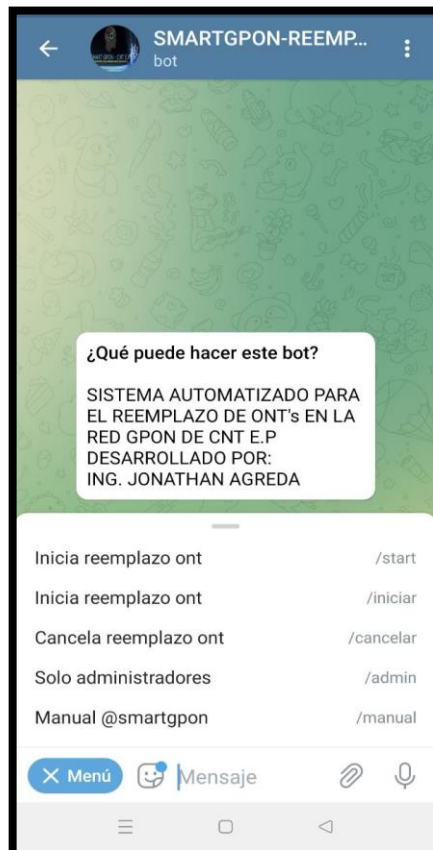 SMARTGPON-REEMP...
bot
¿Qué puede hacer este bot?
SISTEMA AUTOMATIZADO PARA
EL REEMPLAZO DE ONT's EN LA
RED GPON DE CNT E.P
DESARROLLADO POR:
ING. JONATHAN AGREDA
Inicia reemplazo ont /start
Inicia reemplazo ont /iniciar
Cancela reemplazo ont /cancelar
Solo administradores /admin
Manual @smartgpon /manual
Menú Mensaje